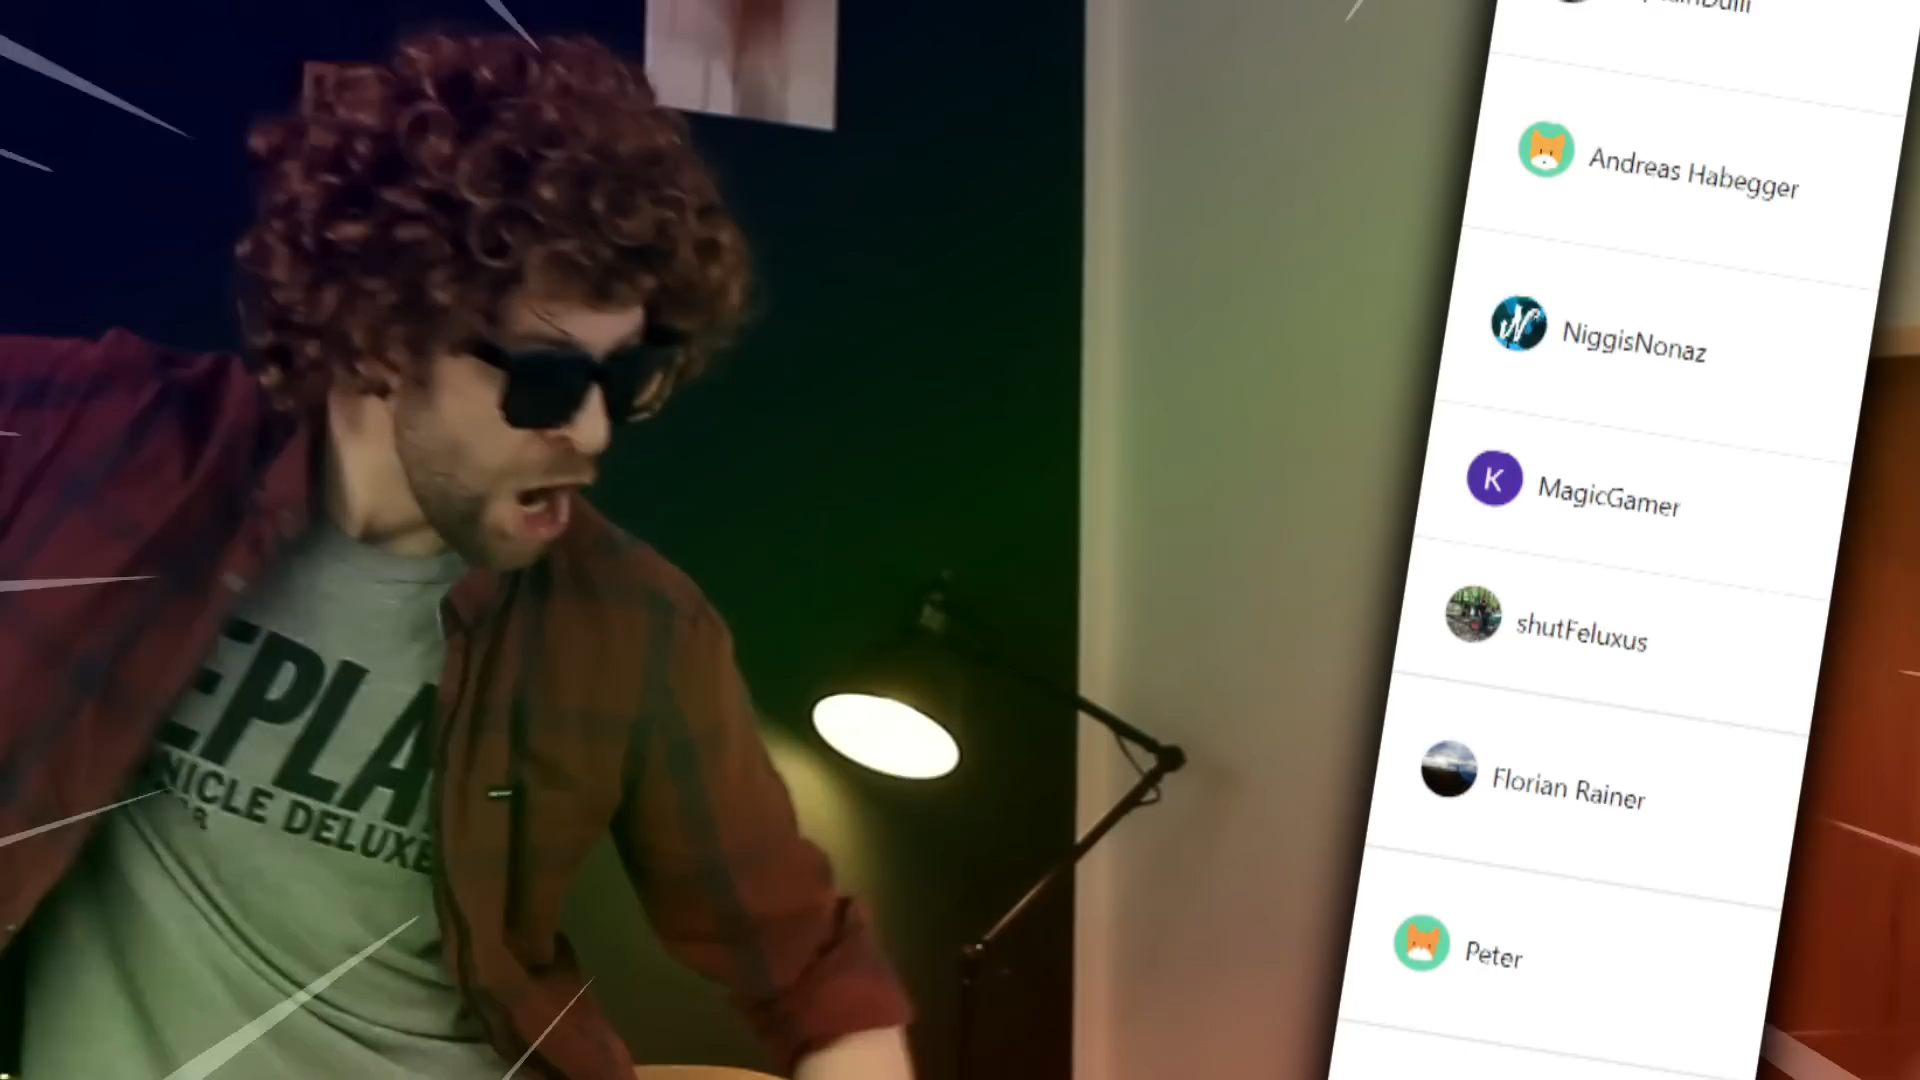 EPLA
NICLE DELUXE
Andreas Habegger
NiggisNonaz
K
MagicGamer
shutFeluxus
Florian Rainer
Peter